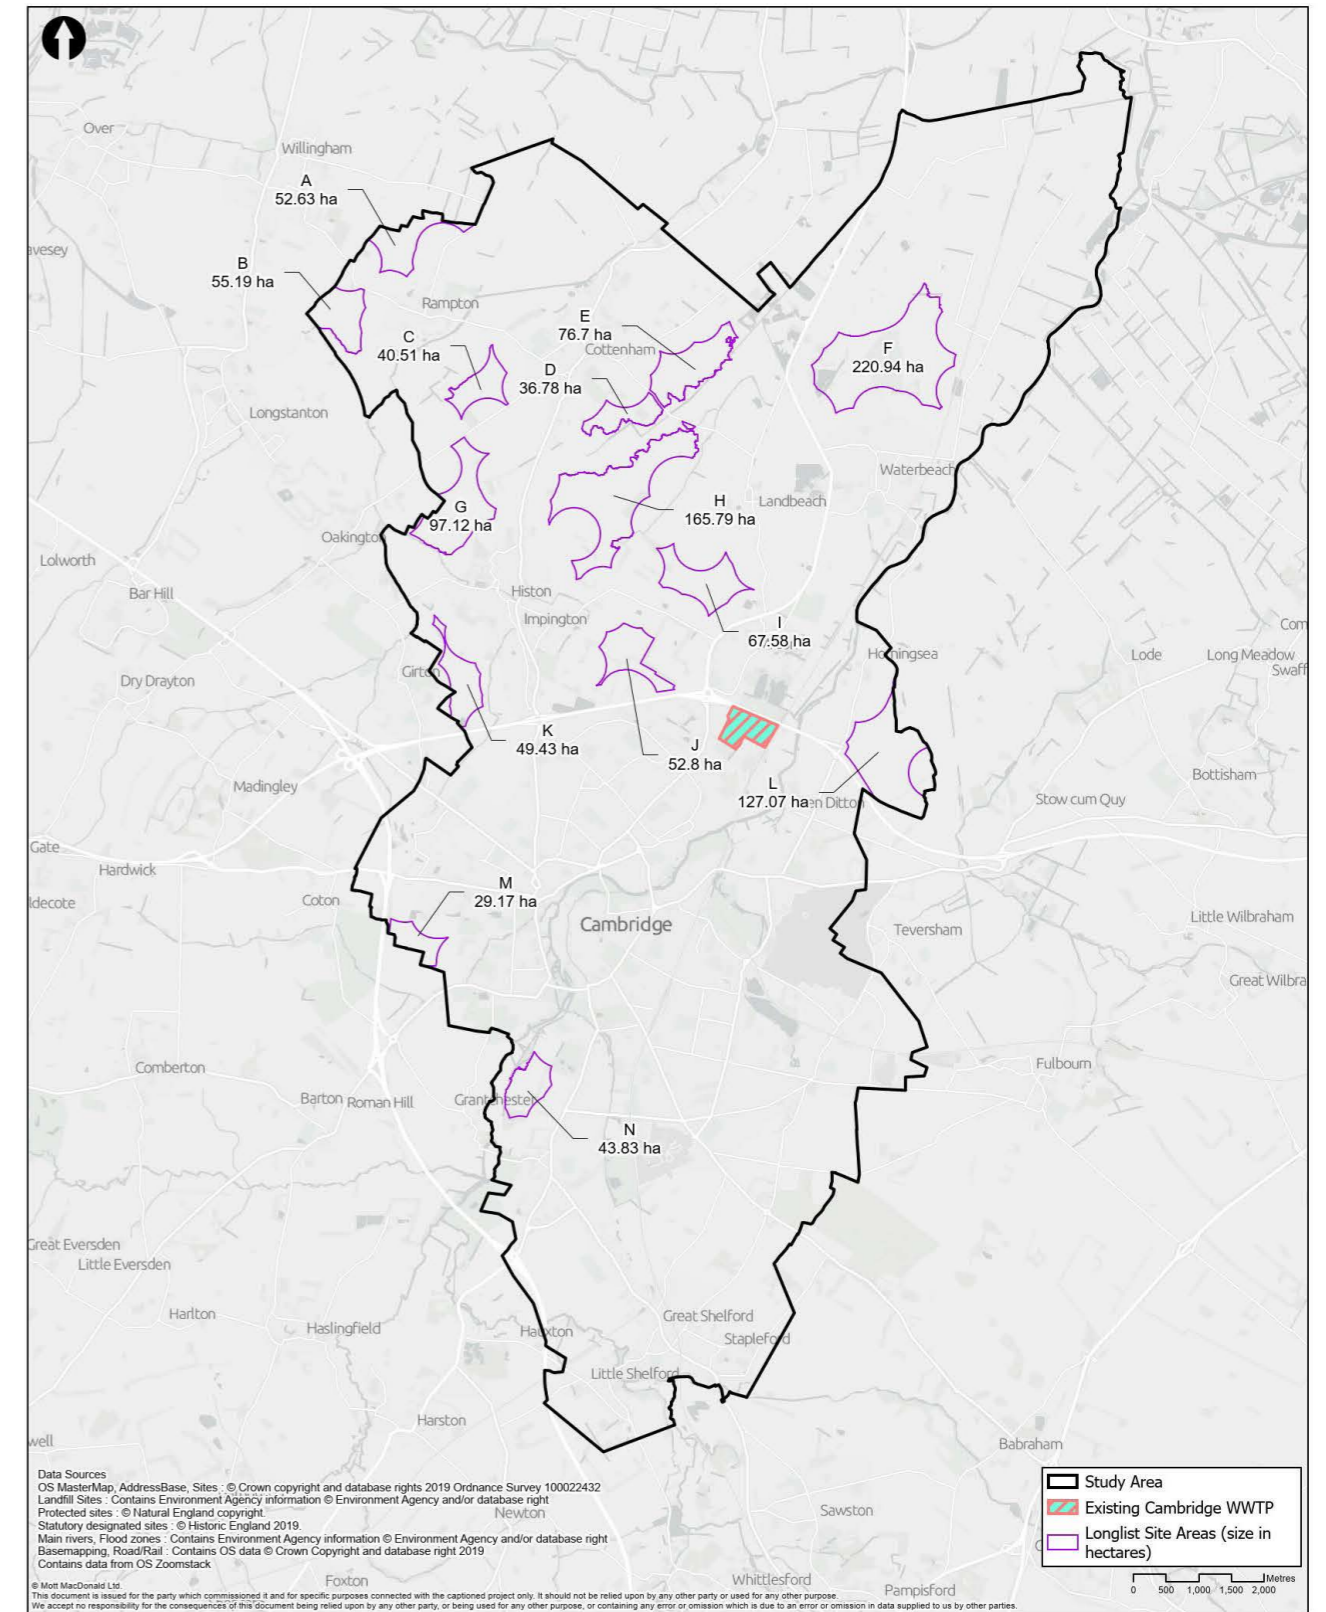 Over
Willingham
A
52.63 ha
avesey
B
55.19 ha
Rampton
E
76.7 ha
C
40.51 ha
Cottenham
D
36.78 ha
F
220.94 ha
Longstanton
Waterbeach
H
165.79 ha
Landbeach
G
97.12 ha
Oakington
Lolworth
Bar Hill
Histon
Impington
I
67.58 ha
Com
Horningsea
Lode
Long Meadow
Swaff
Girton
Dry Drayton
K
49.43 ha
J
52.8 ha
Bottisham
Madingley
L
127.07 ha
en Ditton
Stow cum Quy
Gate
Hardwick
M
29.17 ha
Coton
ldecote
Cambridge
Little Wilbraham
Teversham
Great Wilbra
Comberton
Fulbourn
Barton
Roman Hill
Grantchester
N
43.83 ha
Great Eversden
Little Eversden
Harlton
Haslingfield
Great Shelford
Hauxton
Stapleford
Little Shelford
Harston
well
Babraham
Data Sources
OS MasterMap, AddressBase, Sites : © Crown copyright and database rights 2019 Ordnance Survey 100022432
Landfill Sites : Contains Environment Agency information © Environment Agency and/or database right
Protected sites : © Natural England copyright.
Statutory designated sites : © Historic England 2019.
Main rivers, Flood zones : Contains Environment Agency information © Environment Agency and/or database right
Basemapping, Road/Rail : Contains OS data © Crown Copyright and database right 2019
Contains data from OS Zoomstack
Newton
Sawston
Foxton
Whittlesford
Pampisford
Study Area
Existing Cambridge WWTP
Longlist Site Areas (size in
hectares)
Metres
0 500 1,000 1,500 2,000
© Mott MacDonald Ltd.
This document is issued for the party which commissioned it and for specific purposes connected with the captioned project only. It should not be relied upon by any other party or used for any other purpose.
We accept no responsibility for the consequences of this document being relied upon by any other party, or being used for any other purpose, or containing any error or omission which is due to an error or omission in data supplied to us by other parties.